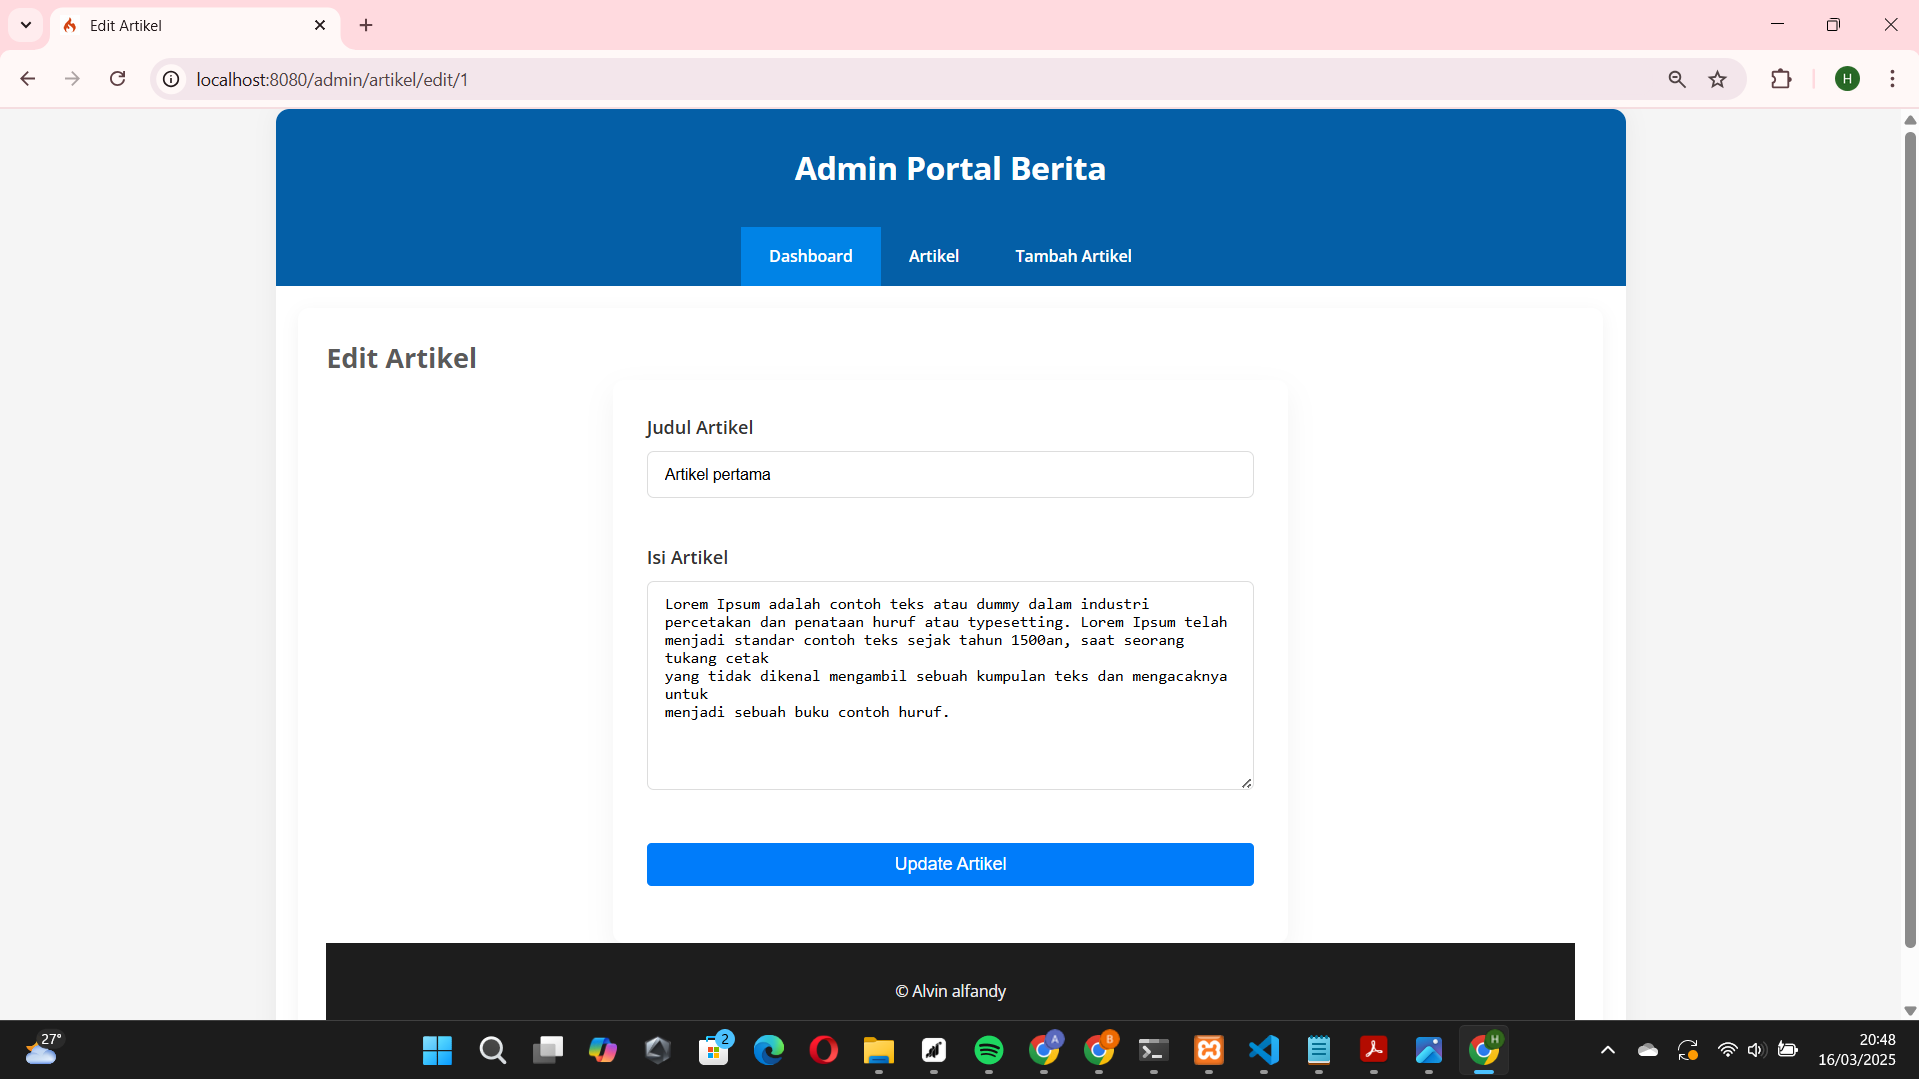 Edit Artikel
localhost:8080/admin/artikel/edit/1
H
Admin Portal Berita
Dashboard
Artikel
Tambah Artikel
Edit Artikel
Judul Artikel
Artikel pertama
Isi Artikel
Lorem Ipsum adalah contoh teks atau dummy dalam industri
percetakan dan penataan huruf atau typesetting. Lorem Ipsum telah
menjadi standar contoh teks sejak tahun 1500an, saat seorang
tukang cetak
yang tidak dikenal mengambil sebuah kumpulan teks dan mengacaknya
untuk
menjadi sebuah buku contoh huruf.
Update Artikel
© Alvin alfandy
27°
2
A
B
H
20:48
16/03/2025